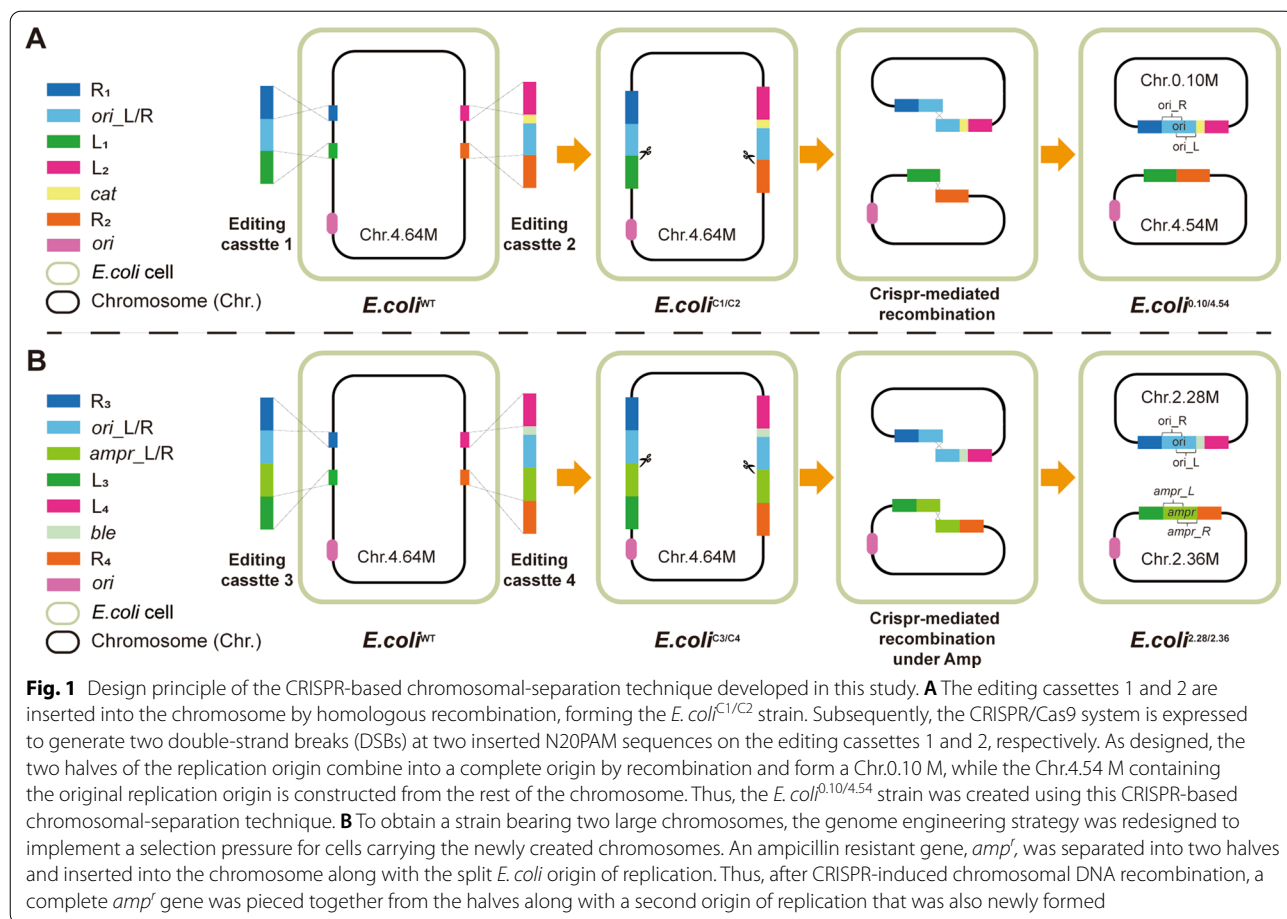 A
R₁
ori_L/R
L₁
L₂
cat
R₂
ori
E.coli cell
Chromosome (Chr.)
Editing
casstte 1
Chr.4.64M
E.coliᵂᵀ
Editing
casstte 2
Chr.4.64M
E.coli^C1/C2
Crispr-mediated
recombination
Chr.0.10M
ori_R
ori
ori_L
Chr.4.54M
E.coli^0.10/4.54
B
R₃
ori_L/R
ampr_L/R
L₃
L₄
ble
R₄
ori
E.coli cell
Chromosome (Chr.)
Editing
casstte 3
Chr.4.64M
E.coliᵂᵀ
Editing
casstte 4
Chr.4.64M
E.coli^C3/C4
Crispr-mediated
recombination
under Amp
Chr.2.28M
ori_R
ori
ori_L
ampr_L
ampr
ampr_R
Chr.2.36M
E.coli^2.28/2.36
Fig. 1 Design principle of the CRISPR-based chromosomal-separation technique developed in this study. A The editing cassettes 1 and 2 are
inserted into the chromosome by homologous recombination, forming the E. coli^C1/C2 strain. Subsequently, the CRISPR/Cas9 system is expressed
to generate two double-strand breaks (DSBs) at two inserted N20PAM sequences on the editing cassettes 1 and 2, respectively. As designed, the
two halves of the replication origin combine into a complete origin by recombination and form a Chr.0.10 M, while the Chr.4.54 M containing
the original replication origin is constructed from the rest of the chromosome. Thus, the E. coli^0.10/4.54 strain was created using this CRISPR-based
chromosomal-separation technique. B To obtain a strain bearing two large chromosomes, the genome engineering strategy was redesigned to
implement a selection pressure for cells carrying the newly created chromosomes. An ampicillin resistant gene, ampʳ, was separated into two halves
and inserted into the chromosome along with the split E. coli origin of replication. Thus, after CRISPR-induced chromosomal DNA recombination, a
complete ampʳ gene was pieced together from the halves along with a second origin of replication that was also newly formed